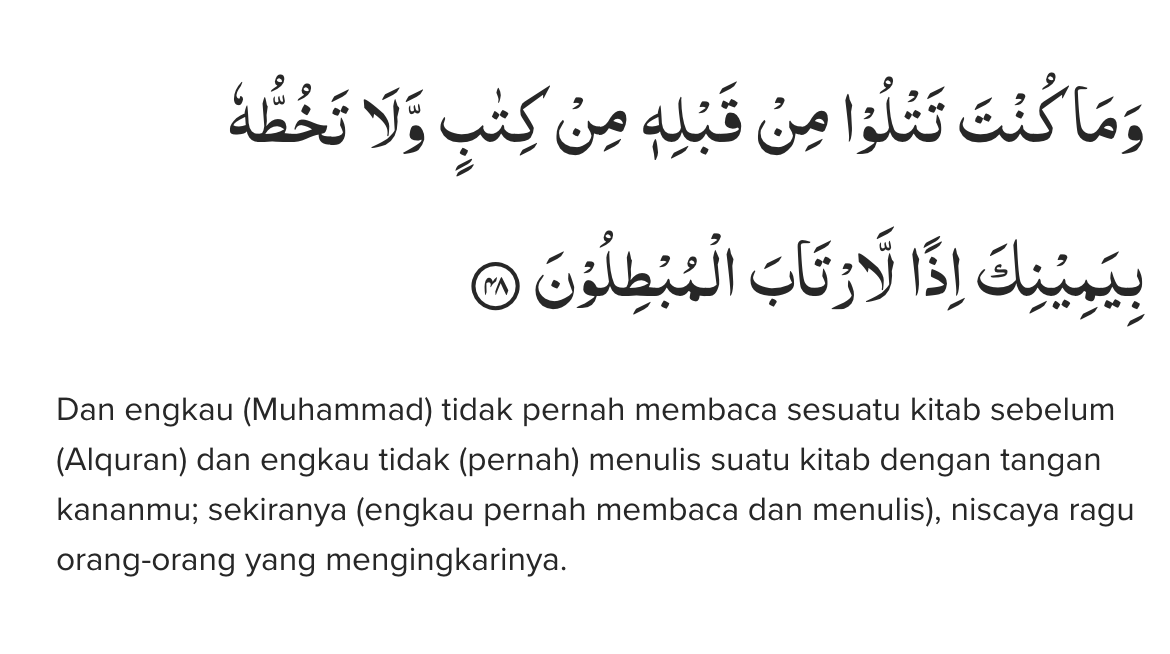 وَمَا كُنْتَ تَتْلُوْا مِنْ قَبْلِهٖ مِنْ كِتٰبٍ وَّلَا تَخُطُّهٗ
بِيَمِيْنِكَ اِذًا لَّارْتَابَ الْمُبْطِلُوْنَ ٤٨
Dan engkau (Muhammad) tidak pernah membaca sesuatu kitab sebelum
(Alquran) dan engkau tidak (pernah) menulis suatu kitab dengan tangan
kananmu; sekiranya (engkau pernah membaca dan menulis), niscaya ragu
orang-orang yang mengingkarinya.